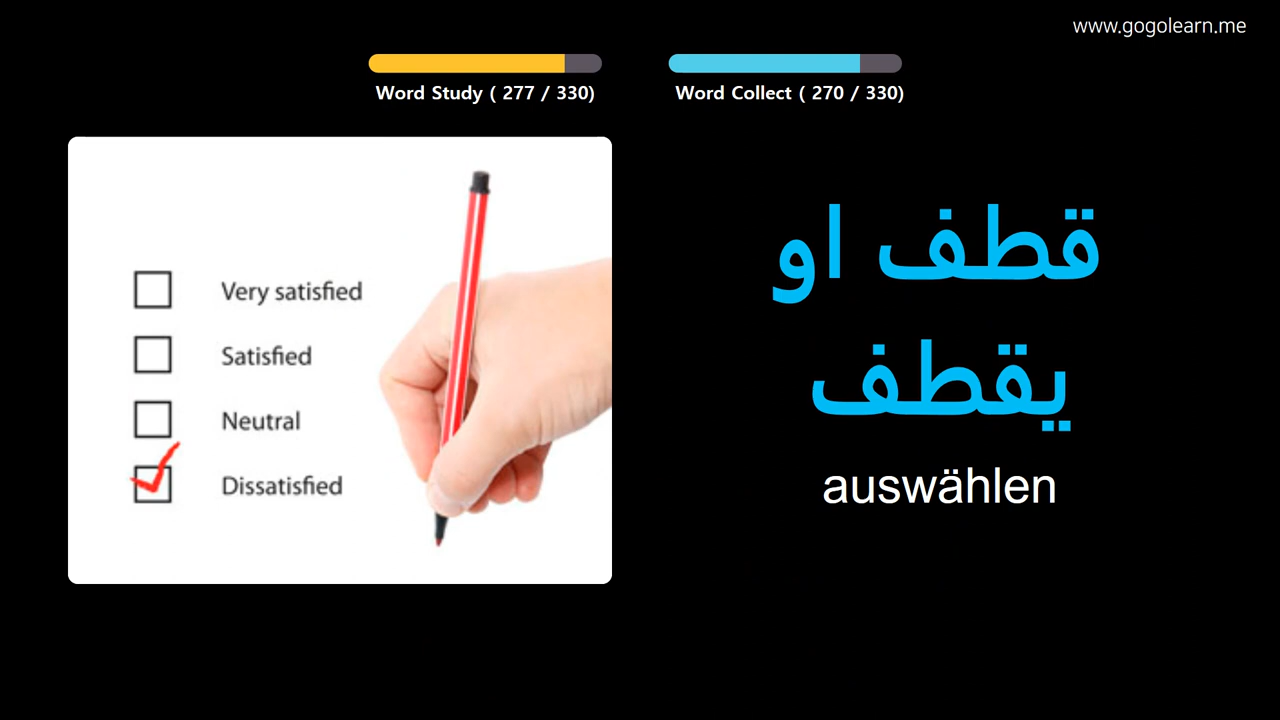 www.gogolearn.me
Word Study ( 277 / 330)
Word Collect ( 270 / 330)
Very satisfied
Satisfied
Neutral
Dissatisfied
قطف او
يقطف
auswählen